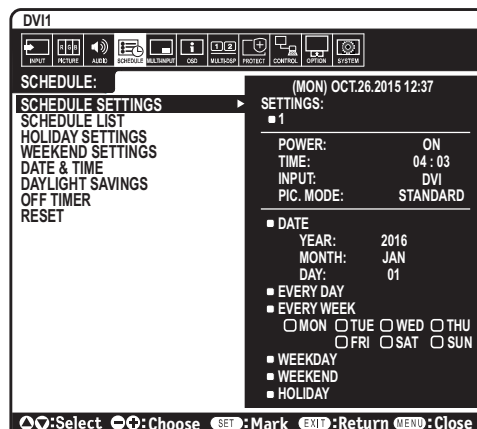 DVI1
INPUT PICTURE AUDIO SCHEDULE MULTI-INPUT OSD MULTI-DSP PROTECT CONTROL OPTION SYSTEM
SCHEDULE:
SCHEDULE SETTINGS
SCHEDULE LIST
HOLIDAY SETTINGS
WEEKEND SETTINGS
DATE & TIME
DAYLIGHT SAVINGS
OFF TIMER
RESET
(MON) OCT.26.2015 12:37
SETTINGS:
1
POWER: ON
TIME: 04 : 03
INPUT: DVI
PIC. MODE: STANDARD
DATE
YEAR: 2016
MONTH: JAN
DAY: 01
EVERY DAY
EVERY WEEK
MON TUE WED THU
FRI SAT SUN
WEEKDAY
WEEKEND
HOLIDAY
:Select :Choose SET :Mark EXIT :Return MENU :Close